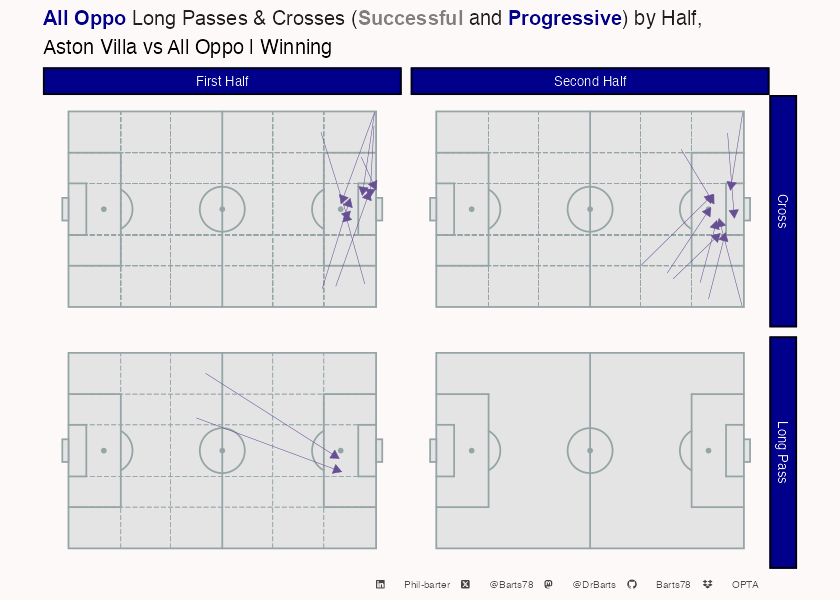 All Oppo Long Passes & Crosses (Successful and Progressive) by Half,
Aston Villa vs All Oppo | Winning
First Half
Second Half
Cross
Long Pass
Phil-barter @Barts78 @DrBarts Barts78 OPTA